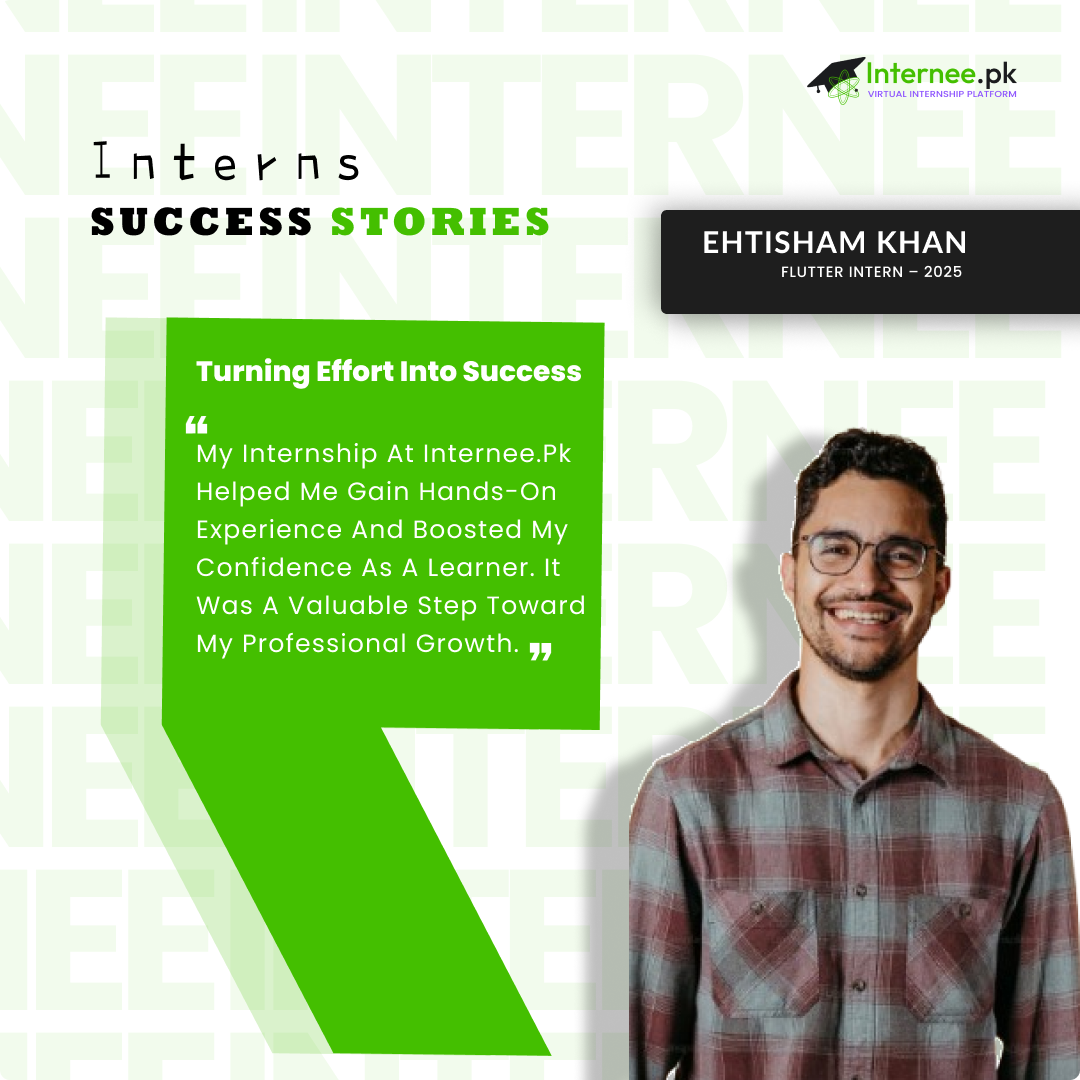 Internee.pk
VIRTUAL INTERNSHIP PLATFORM
Interns
SUCCESS STORIES
EHTISHAM KHAN
FLUTTER INTERN – 2025
Turning Effort Into Success
❝
My Internship At Internee.Pk
Helped Me Gain Hands-On
Experience And Boosted My
Confidence As A Learner. It
Was A Valuable Step Toward
My Professional Growth. ❞
INTERNEE